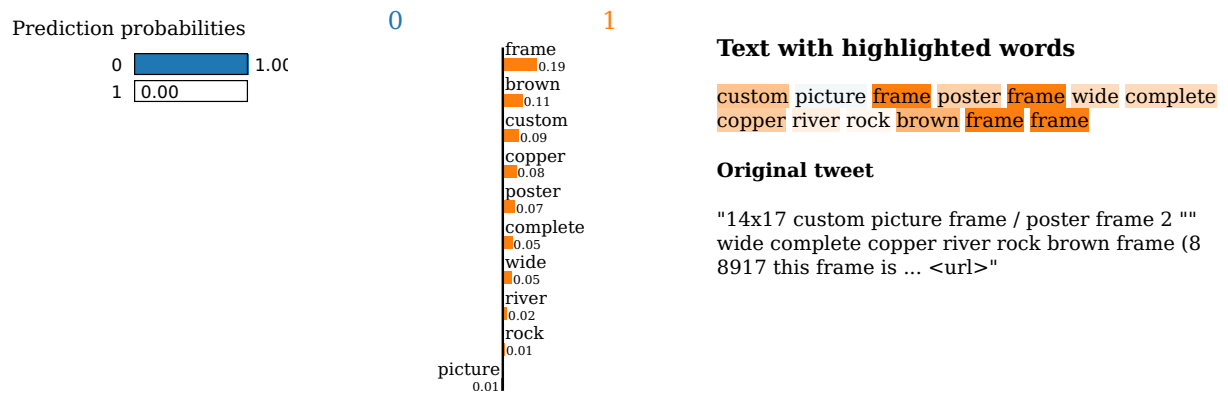 Prediction probabilities
0 1.00
1 0.00
0 1
frame
0.19
brown
0.11
custom
0.09
copper
0.08
poster
0.07
complete
0.05
wide
0.05
river
0.02
rock
0.01
picture
0.01
Text with highlighted words
custom picture frame poster frame wide complete
copper river rock brown frame frame
Original tweet
"14x17 custom picture frame / poster frame 2 ""
wide complete copper river rock brown frame (8
8917 this frame is ... <url>"